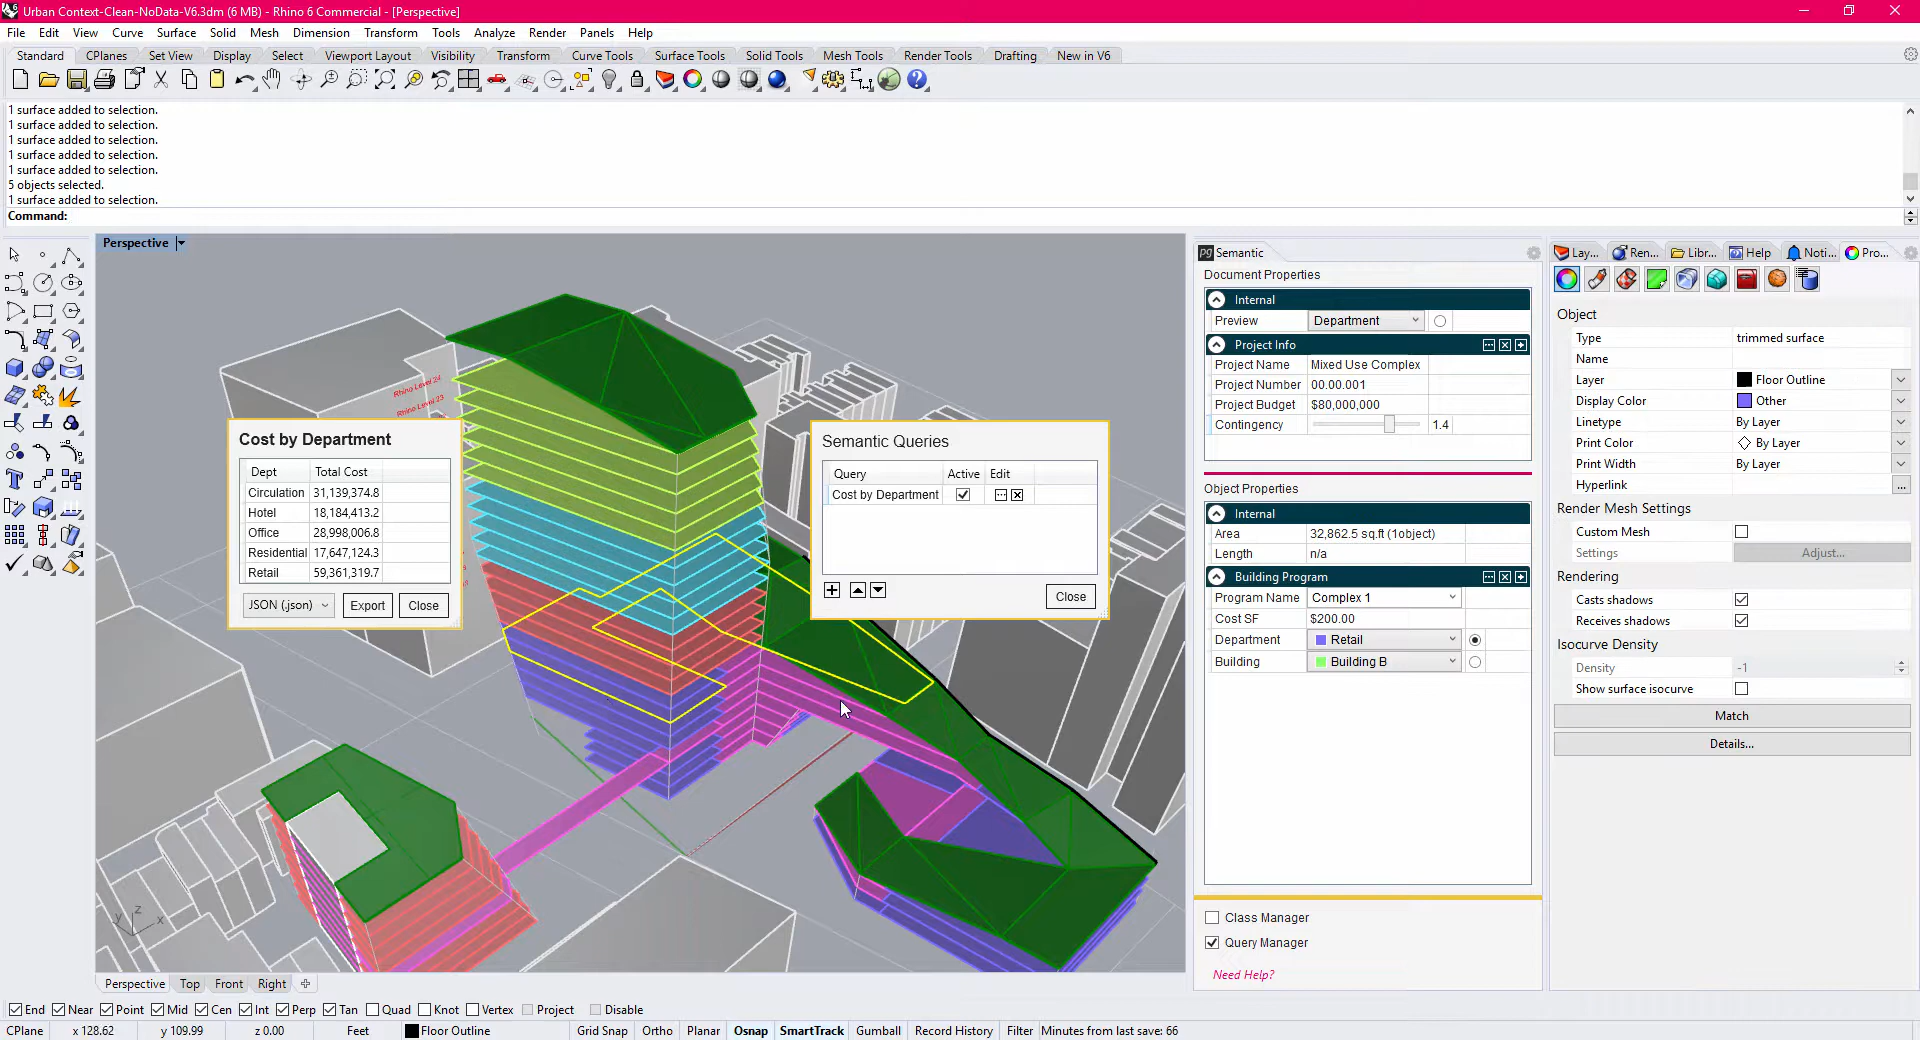 Urban Context-Clean-NoData-V6.3dm (6 MB) - Rhino 6 Commercial - [Perspective]
File Edit View Curve Surface Solid Mesh Dimension Transform Tools Analyze Render Panels Help
Standard CPlanes Set View Display Select Viewport Layout Visibility Transform Curve Tools Surface Tools Solid Tools Mesh Tools Render Tools Drafting New in V6
1 surface added to selection.
1 surface added to selection.
1 surface added to selection.
1 surface added to selection.
1 surface added to selection.
5 objects selected.
1 surface added to selection.
Command:
Perspective
Rhino Level 24
Rhino Level 23
Cost by Department
Dept Total Cost
Circulation 31,139,374.8
Hotel 18,184,413.2
Office 28,998,006.8
Residential 17,647,124.3
Retail 59,361,319.7
JSON (.json) Export Close
Semantic Queries
Query Active Edit
Cost by Department
Close
z
y x
pg Semantic
Document Properties
Internal
Preview Department
Project Info
Project Name Mixed Use Complex
Project Number 00.00.001
Project Budget $80,000,000
Contingency 1.4
Object Properties
Internal
Area 32,862.5 sq.ft (1object)
Length n/a
Building Program
Program Name Complex 1
Cost SF $200.00
Department Retail
Building Building B
Class Manager
Query Manager
Need Help?
Lay... Ren... Libr... Help Noti... Pro...
Object
Type trimmed surface
Name
Layer Floor Outline
Display Color Other
Linetype By Layer
Print Color By Layer
Print Width By Layer
Hyperlink ...
Render Mesh Settings
Custom Mesh
Settings Adjust...
Rendering
Casts shadows
Receives shadows
Isocurve Density
Density -1
Show surface isocurve
Match
Details...
Perspective Top Front Right
End Near Point Mid Cen Int Perp Tan Quad Knot Vertex Project Disable
CPlane x 128.62 y 109.99 z 0.00 Feet Floor Outline Grid Snap Ortho Planar Osnap SmartTrack Gumball Record History Filter Minutes from last save: 66